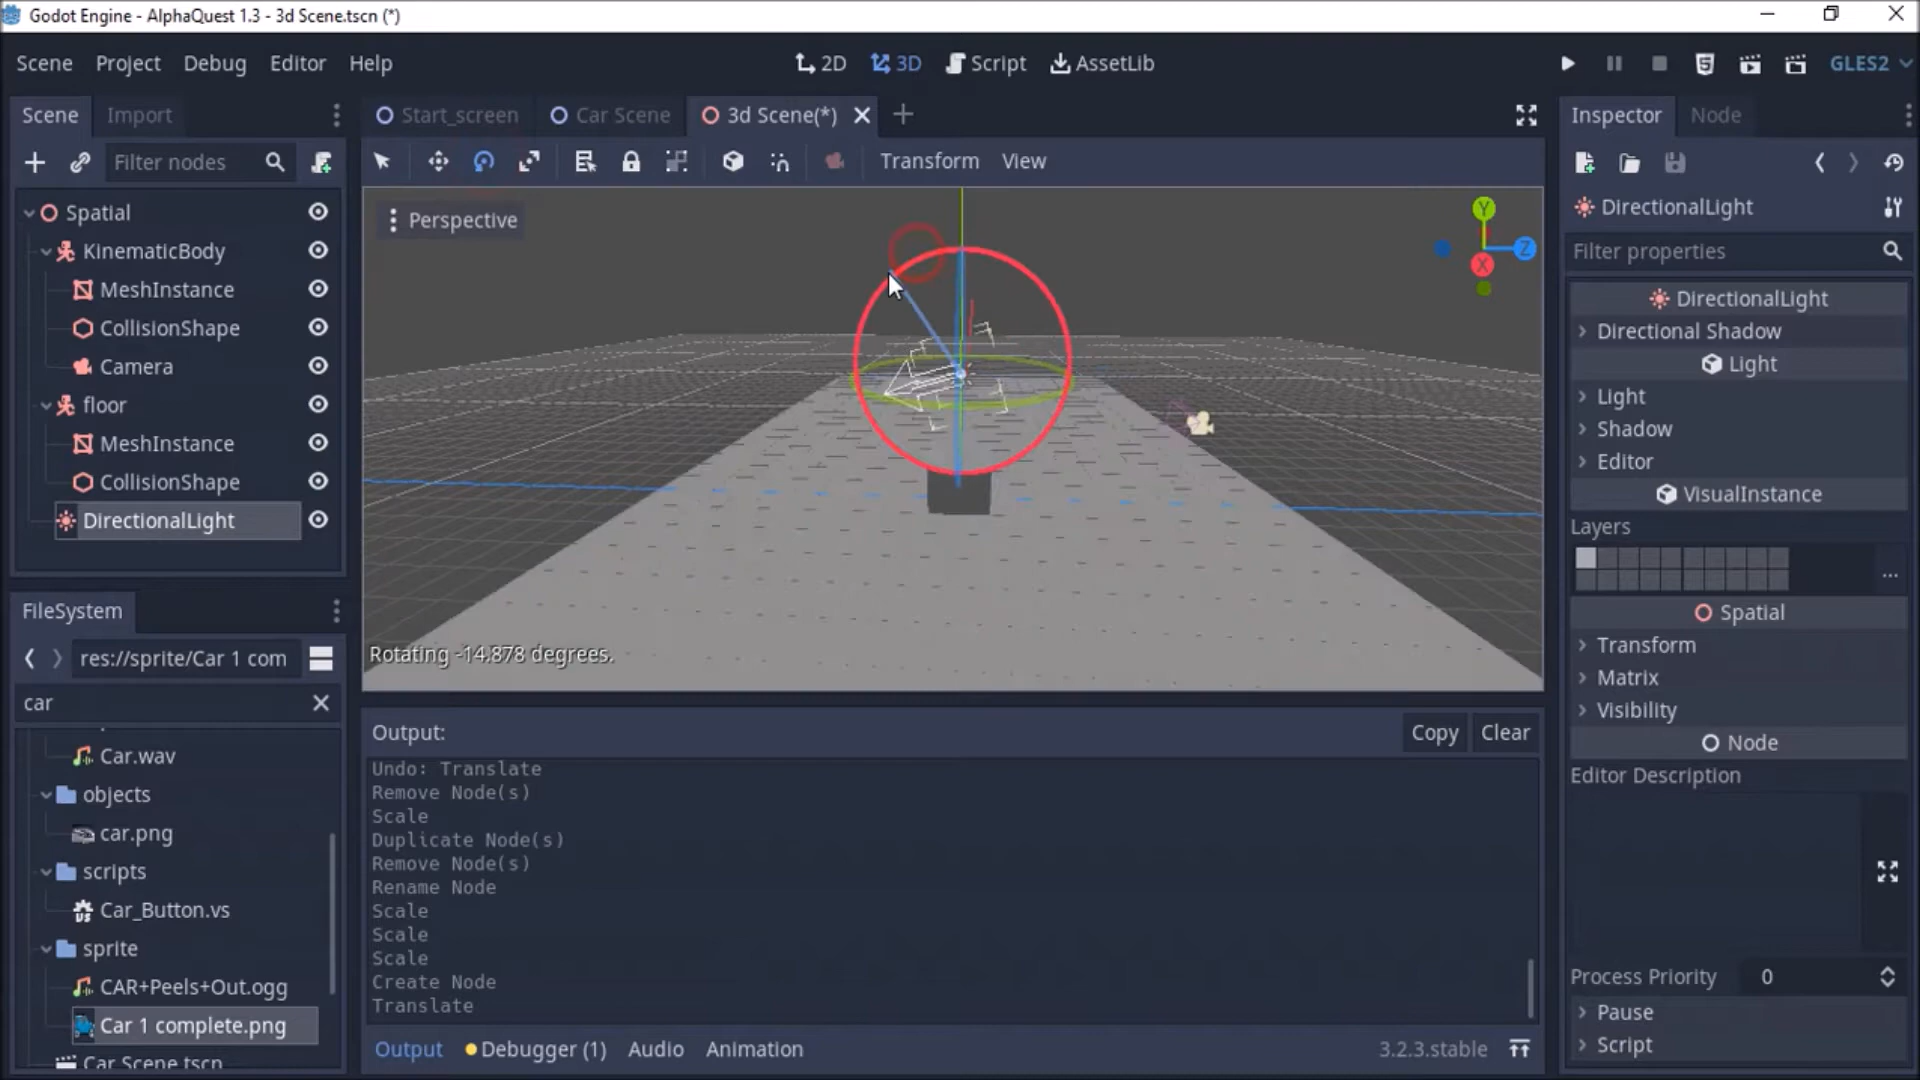 Godot Engine - AlphaQuest 1.3 - 3d Scene.tscn (*)
Scene Project Debug Editor Help
2D 3D Script AssetLib
GLES2
Scene Import
Start_screen Car Scene 3d Scene(*)
Inspector Node
Filter nodes
Transform View
Spatial
KinematicBody
MeshInstance
CollisionShape
Camera
floor
MeshInstance
CollisionShape
DirectionalLight
Perspective
Y
Z
X
Rotating -14.878 degrees.
DirectionalLight
Filter properties
DirectionalLight
Directional Shadow
Light
Light
Shadow
Editor
VisualInstance
Layers
...
Spatial
Transform
Matrix
Visibility
Node
Editor Description
Process Priority 0
Pause
Script
FileSystem
res://sprite/Car 1 com
car
Car.wav
objects
car.png
scripts
Car_Button.vs
sprite
CAR+Peels+Out.ogg
Car 1 complete.png
Car Scene.tscn
Output:
Copy Clear
Undo: Translate
Remove Node(s)
Scale
Duplicate Node(s)
Remove Node(s)
Rename Node
Scale
Scale
Scale
Create Node
Translate
Output Debugger (1) Audio Animation
3.2.3.stable